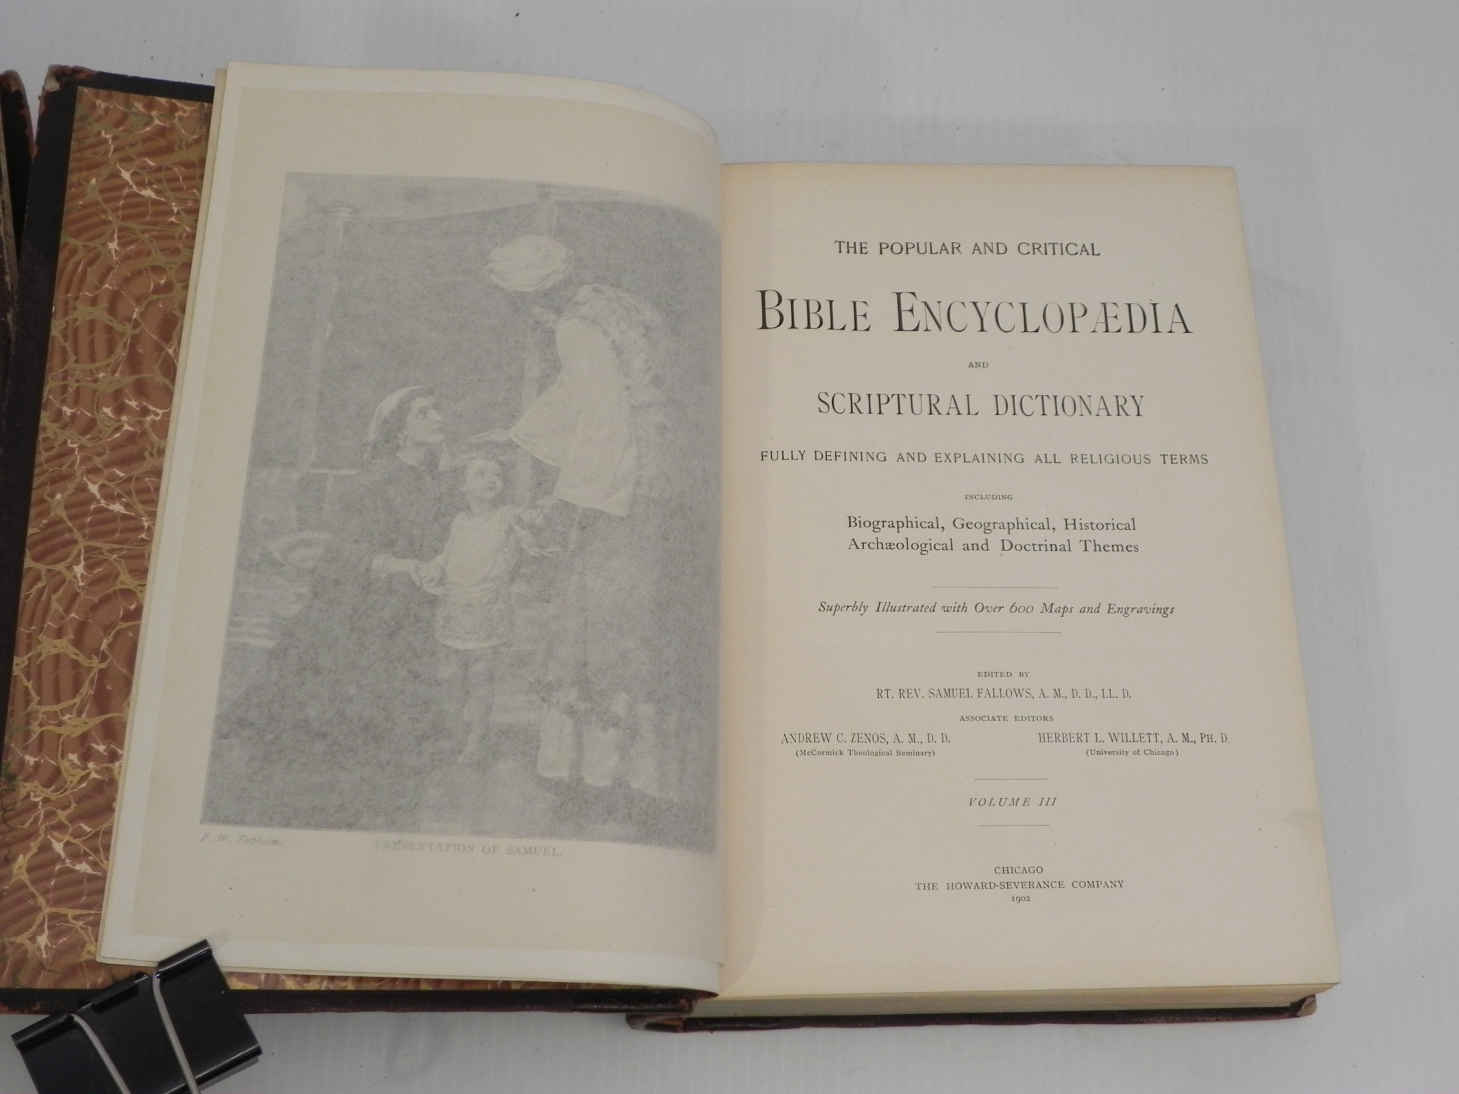 PRESENTATION OF SAMUEL.
THE POPULAR AND CRITICAL
BIBLE ENCYCLOPÆDIA
AND
SCRIPTURAL DICTIONARY
FULLY DEFINING AND EXPLAINING ALL RELIGIOUS TERMS
INCLUDING
Biographical, Geographical, Historical
Archæological and Doctrinal Themes
Superbly Illustrated with Over 600 Maps and Engravings
EDITED BY
RT. REV. SAMUEL FALLOWS, A. M., D. D., LL. D.
ASSOCIATE EDITORS
ANDREW C. ZENOS, A. M., D. D.
(McCormick Theological Seminary)
HERBERT L. WILLETT, A. M., PH. D.
(University of Chicago)
VOLUME III
CHICAGO
THE HOWARD-SEVERANCE COMPANY
1902